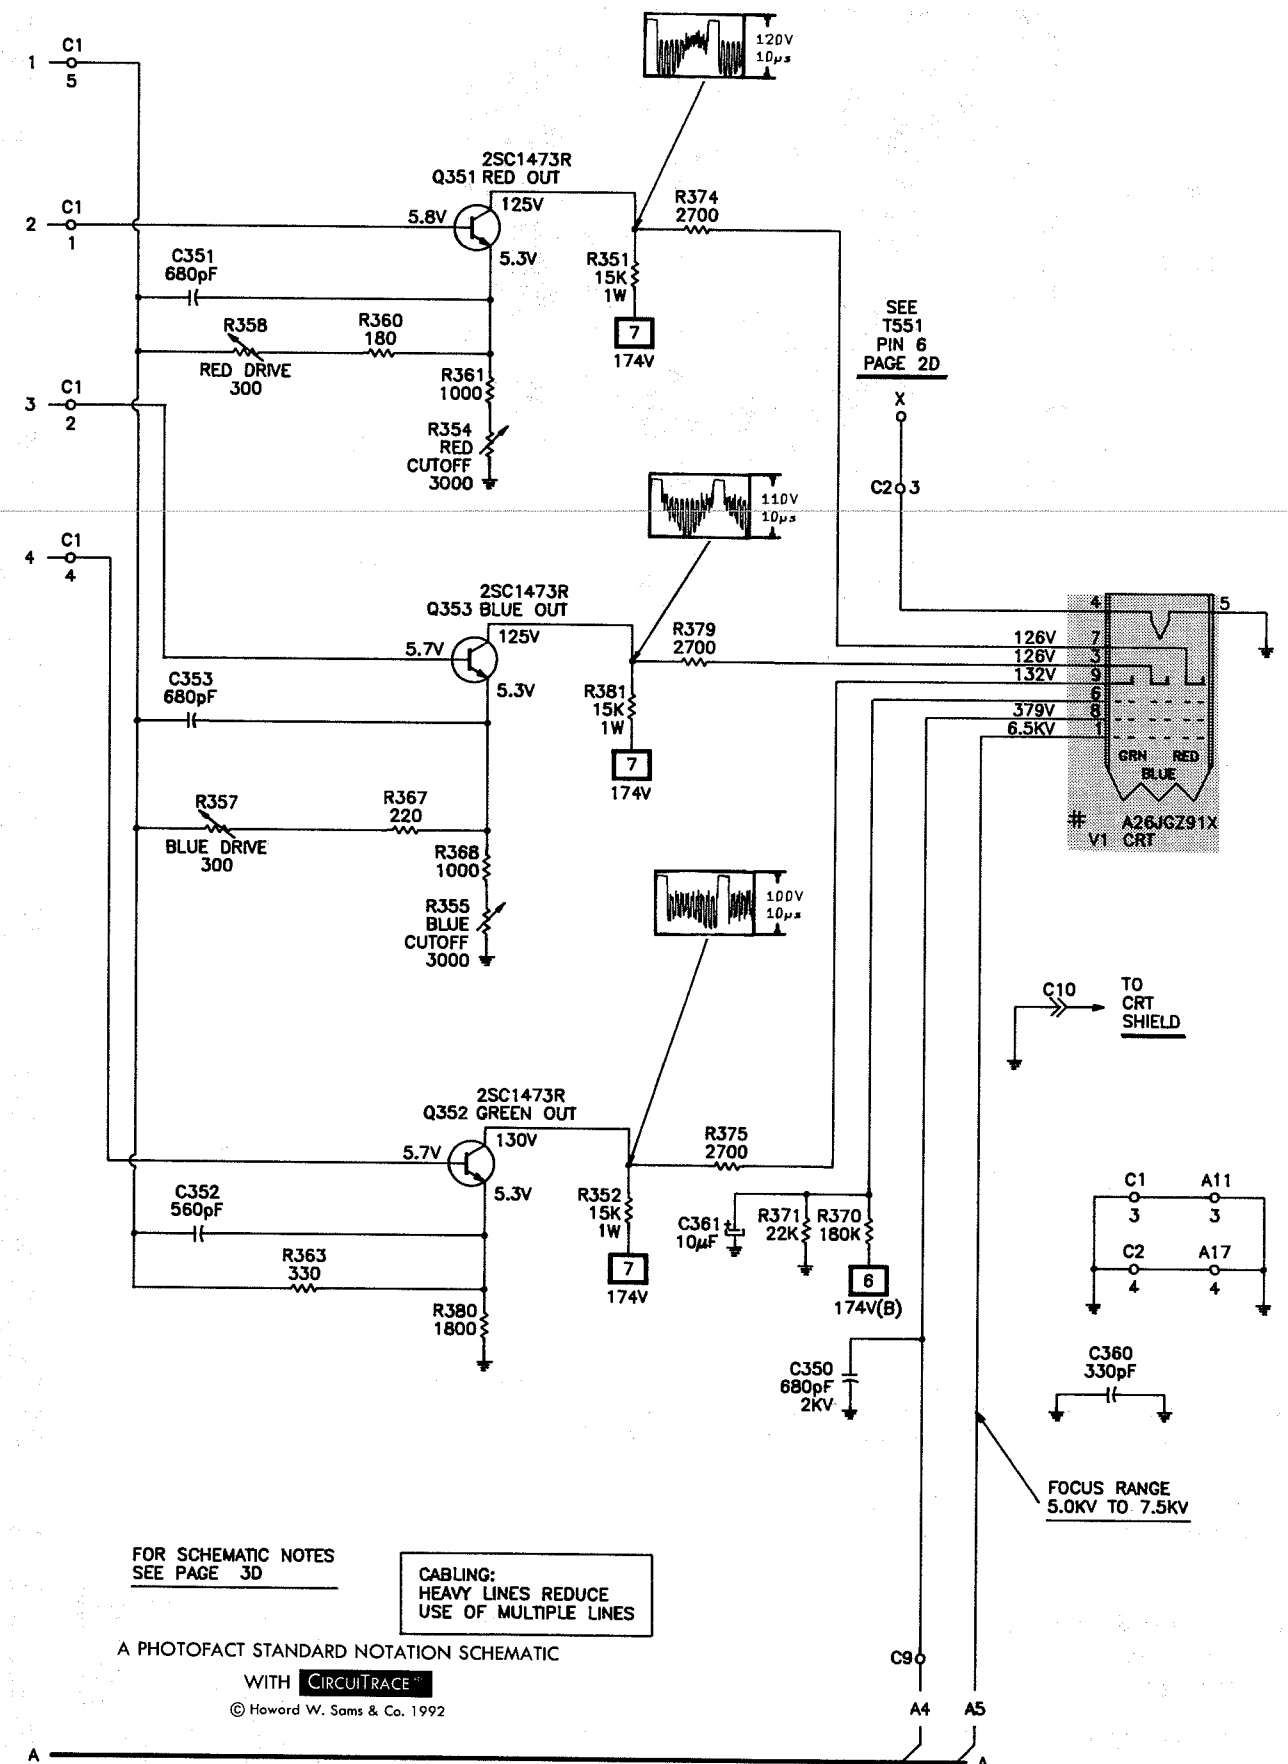 120V
10µs
1
C1
5
2SC1473R
Q351 RED OUT
125V
5.8V
5.3V
2
C1
1
C351
680pF
R374
2700
R351
15K
1W
7
174V
R358
RED DRIVE
300
R360
180
R361
1000
R354
RED
CUTOFF
3000
SEE
T551
PIN 6
PAGE 2D
X
C2
3
3
C1
2
110V
10µs
4
C1
4
2SC1473R
Q353 BLUE OUT
125V
5.7V
5.3V
C353
680pF
R379
2700
R381
15K
1W
7
174V
4
5
126V
7
126V
3
132V
9
6
379V
8
6.5KV
1
GRN
RED
BLUE
#
A26JGZ91X
V1
CRT
R357
BLUE DRIVE
300
R367
220
R368
1000
R355
BLUE
CUTOFF
3000
100V
10µs
C10
TO
CRT
SHIELD
2SC1473R
Q352 GREEN OUT
130V
5.7V
5.3V
C352
560pF
R375
2700
R352
15K
1W
7
174V
R363
330
R380
1800
C361
10µF
+
R371
22K
R370
180K
6
174V(B)
C1
3
A11
3
C2
4
A17
4
C350
680pF
2KV
C360
330pF
FOCUS RANGE
5.0KV TO 7.5KV
FOR SCHEMATIC NOTES
SEE PAGE 3D
CABLING:
HEAVY LINES REDUCE
USE OF MULTIPLE LINES
A PHOTOFACT STANDARD NOTATION SCHEMATIC
WITH CIRCUITRACE
© Howard W. Sams & Co. 1992
C9
A4
A5
A
A